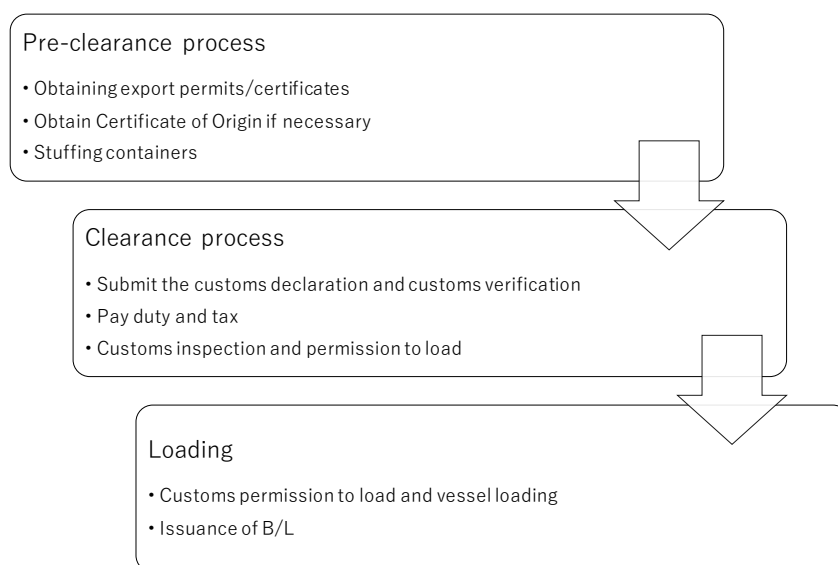 Pre-clearance process
• Obtaining export permits/certificates
• Obtain Certificate of Origin if necessary
• Stuffing containers
Clearance process
• Submit the customs declaration and customs verification
• Pay duty and tax
• Customs inspection and permission to load
Loading
• Customs permission to load and vessel loading
• Issuance of B/L